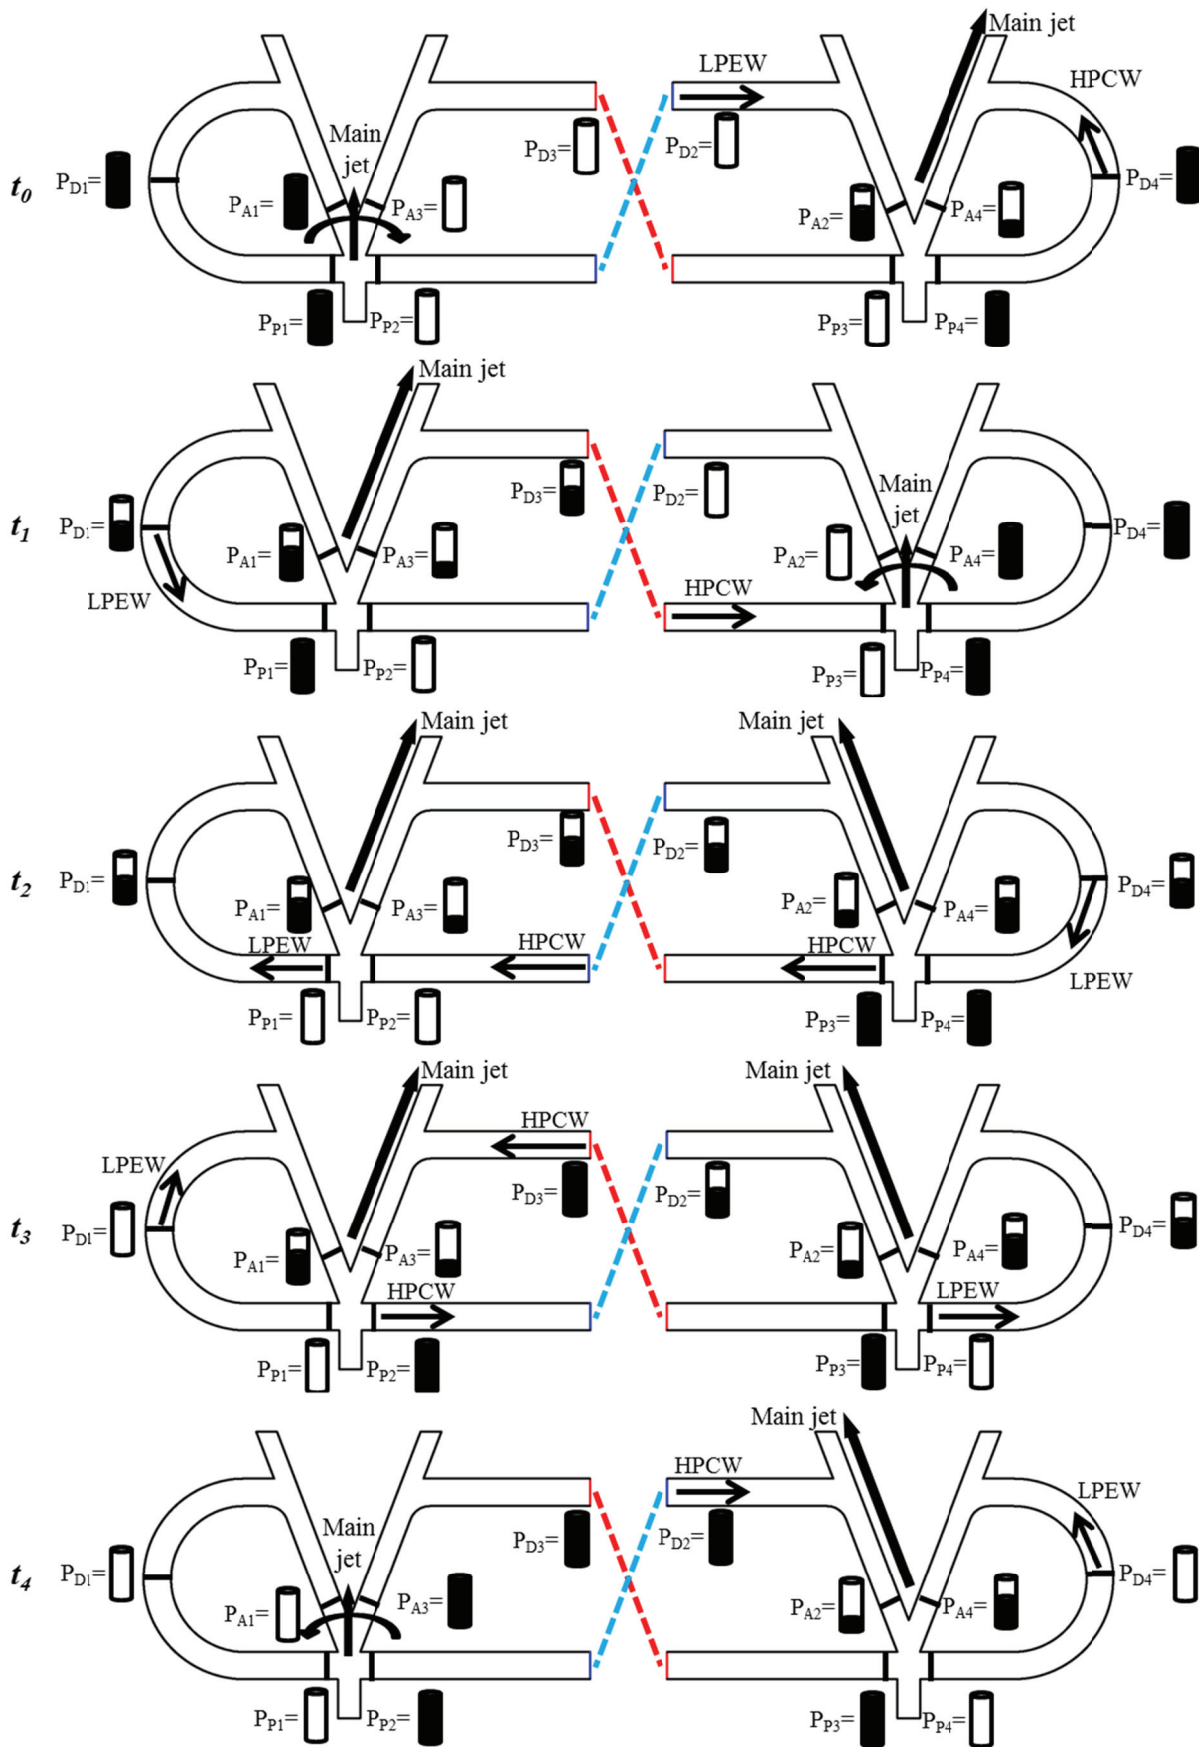 t0
Main jet
LPEW
HPCW
Main
jet
PD1=
PA1=
PA3=
PD3=
PD2=
PA2=
PA4=
PD4=
PP1=
PP2=
PP3=
PP4=
t1
Main jet
Main
jet
PD1=
PA1=
PA3=
PD3=
PD2=
PA2=
PA4=
PD4=
LPEW
HPCW
PP1=
PP2=
PP3=
PP4=
t2
Main jet
Main jet
PD1=
PA1=
PA3=
PD3=
PD2=
PA2=
PA4=
PD4=
LPEW
HPCW
HPCW
LPEW
PP1=
PP2=
PP3=
PP4=
t3
Main jet
Main jet
HPCW
LPEW
PD1=
PA1=
PA3=
PD3=
PD2=
PA2=
PA4=
PD4=
HPCW
LPEW
PP1=
PP2=
PP3=
PP4=
t4
Main jet
HPCW
LPEW
Main
jet
PD1=
PA1=
PA3=
PD3=
PD2=
PA2=
PA4=
PD4=
PP1=
PP2=
PP3=
PP4=